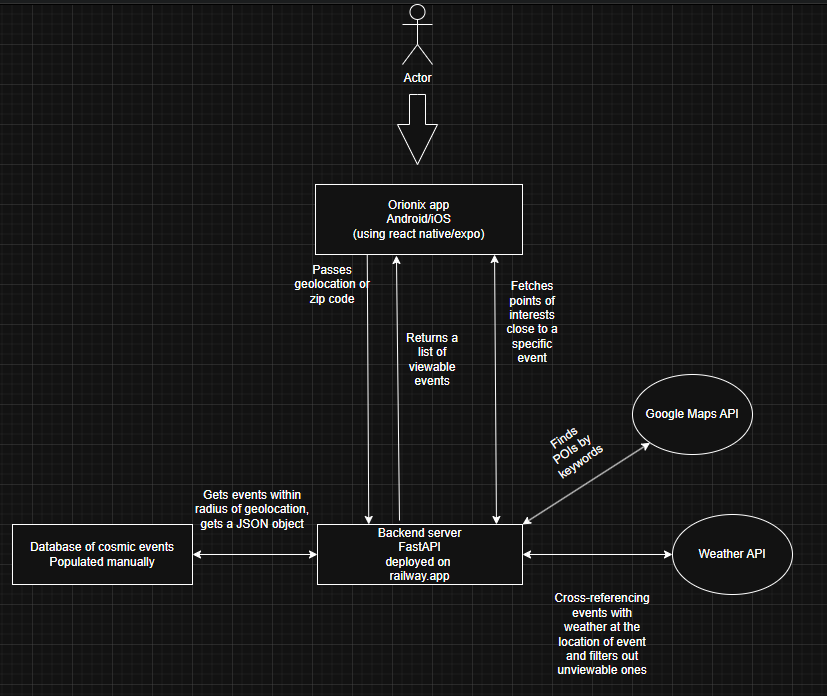 Actor
Orionix app
Android/iOS
(using react native/expo)
Passes
geolocation or
zip code
Returns a
list of
viewable
events
Fetches
points of
interests
close to a
specific
event
Google Maps API
Finds
POIs by
keywords
Gets events within
radius of geolocation,
gets a JSON object
Database of cosmic events
Populated manually
Backend server
FastAPI
deployed on
railway.app
Weather API
Cross-referencing
events with
weather at the
location of event
and filters out
unviewable ones